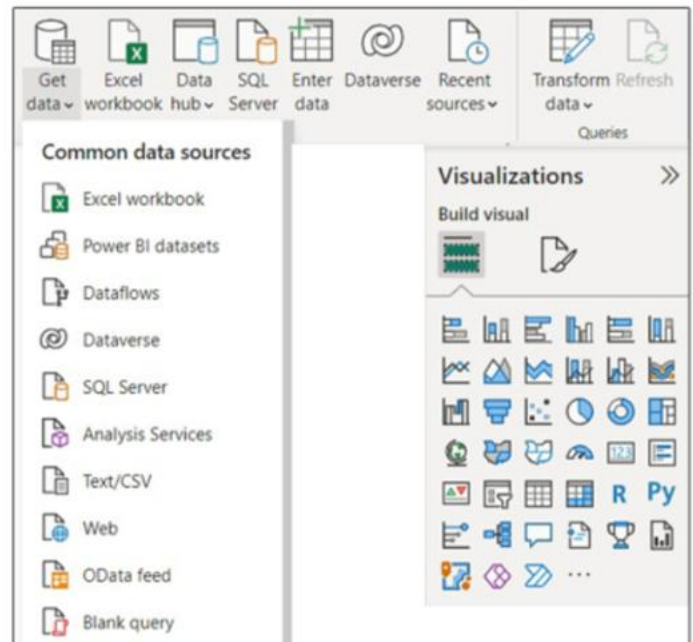 Get data
Excel workbook
Data hub
SQL Server
Enter data
Dataverse
Recent sources
Transform data
Refresh
Queries
Common data sources
Excel workbook
Power BI datasets
Dataflows
Dataverse
SQL Server
Analysis Services
Text/CSV
Web
OData feed
Blank query
Visualizations
Build visual
123
R
Py